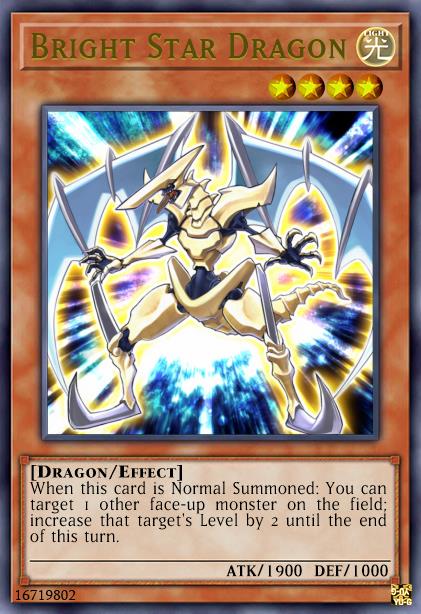 BRIGHT STAR DRAGON
LIGHT
光
[DRAGON/EFFECT]
When this card is Normal Summoned: You can
target 1 other face-up monster on the field;
increase that target's Level by 2 until the end
of this turn.
ATK/1900 DEF/1000
16719802